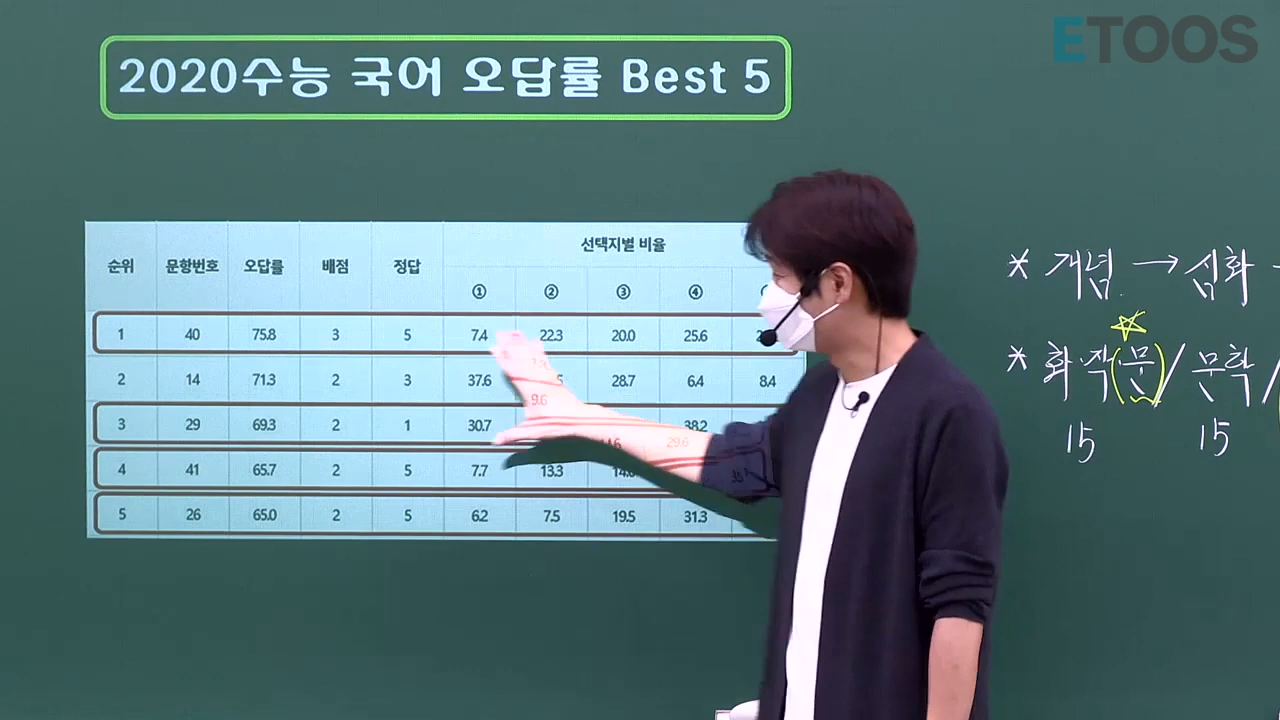 ETOOS
2020수능 국어 오답률 Best 5
순위 문항번호 오답률 배점 정답 선택지별 비율
① ② ③ ④
1 40 75.8 3 5 7.4 22.3 20.0 25.6
2 14 71.3 2 3 37.6 28.7 6.4 8.4
3 29 69.3 2 1 30.7 38.2
4 41 65.7 2 5 7.7 13.3 29.6
5 26 65.0 2 5 6.2 7.5 19.5 31.3
* 개념 → 심화
* 화·작(문)/ 문학
15 15